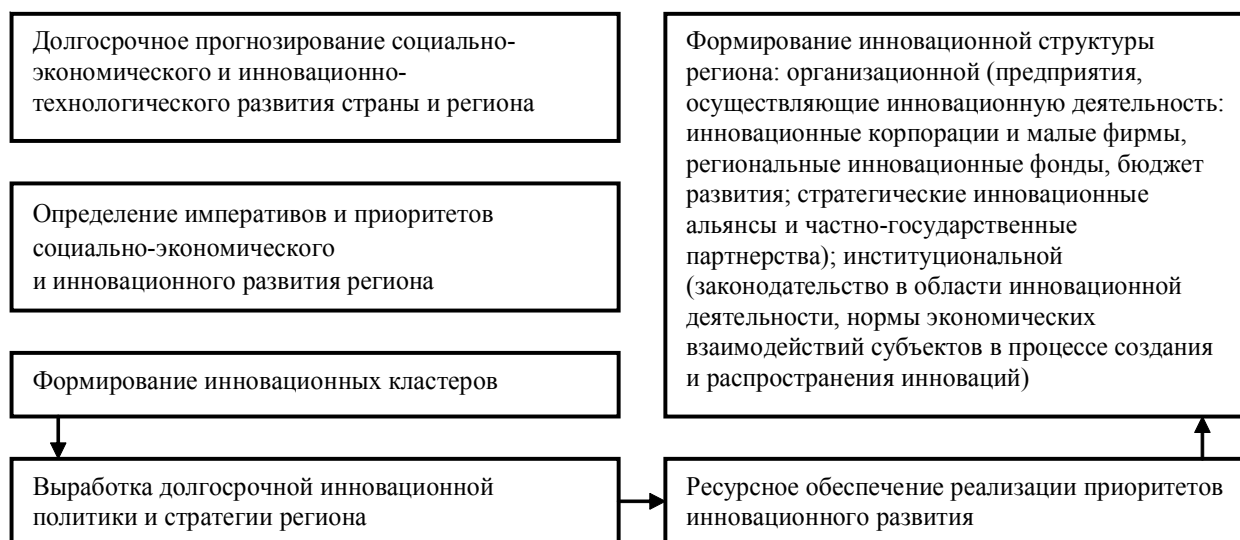 Долгосрочное прогнозирование социально-
экономического и инновационно-
технологического развития страны и региона
Определение императивов и приоритетов
социально-экономического
и инновационного развития региона
Формирование инновационных кластеров
Выработка долгосрочной инновационной
политики и стратегии региона
Ресурсное обеспечение реализации приоритетов
инновационного развития
Формирование инновационной структуры
региона: организационной (предприятия,
осуществляющие инновационную деятельность:
инновационные корпорации и малые фирмы,
региональные инновационные фонды, бюджет
развития; стратегические инновационные
альянсы и частно-государственные
партнерства); институциональной
(законодательство в области инновационной
деятельности, нормы экономических
взаимодействий субъектов в процессе создания
и распространения инноваций)